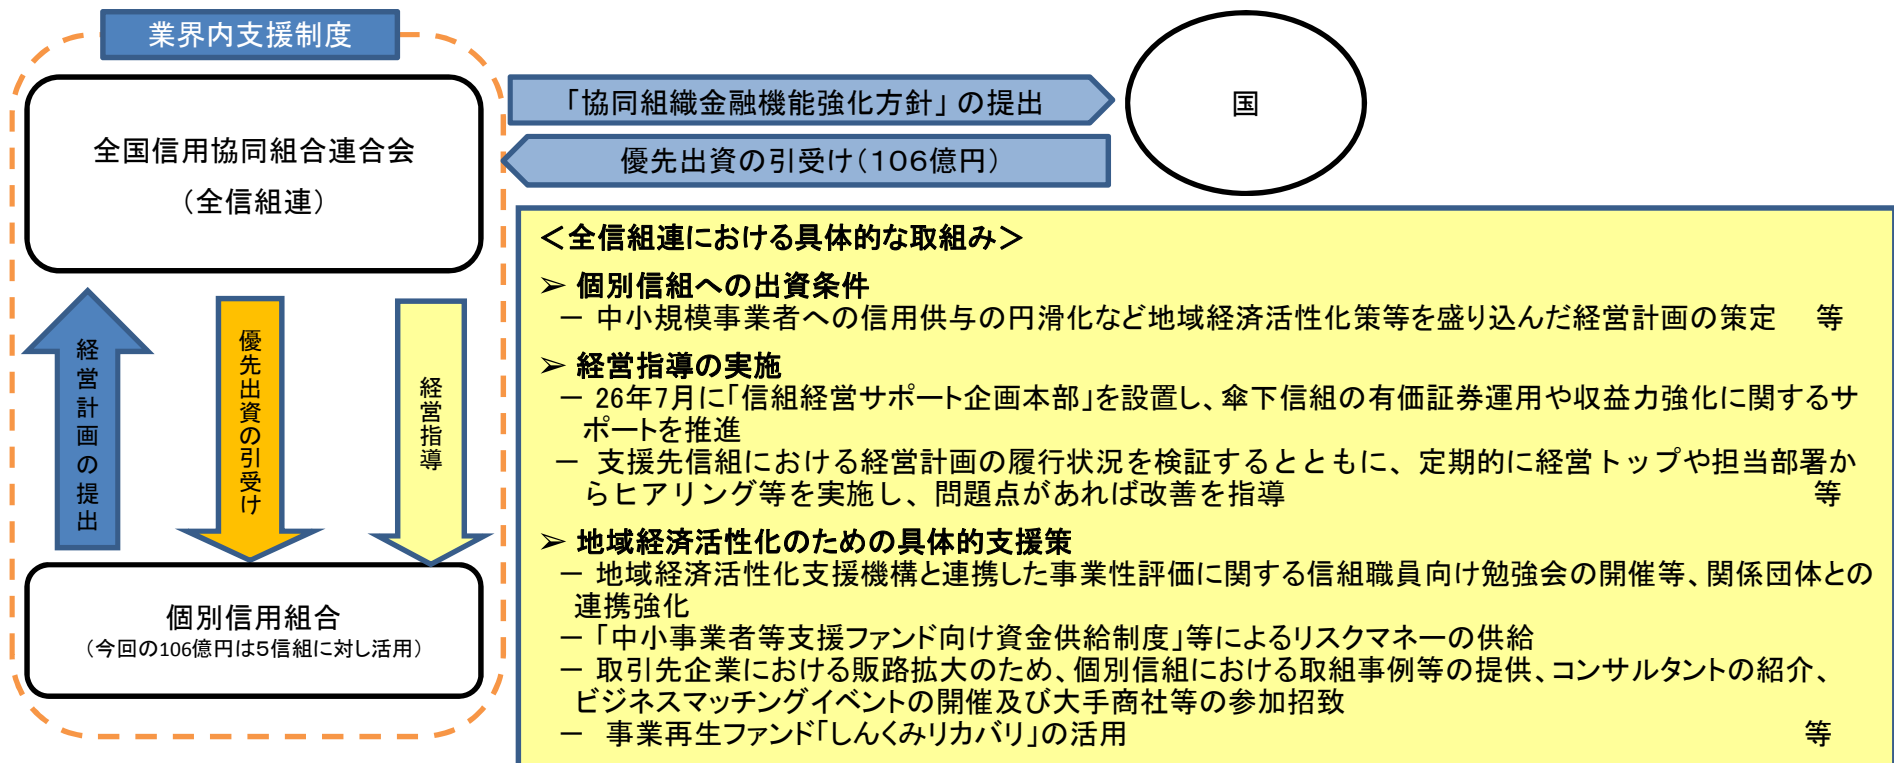 業界内支援制度
全国信用協同組合連合会
(全信組連)
「協同組織金融機能強化方針」の提出
優先出資の引受け(106億円)
国
経営計画の提出
優先出資の引受け
経営指導
個別信用組合
(今回の106億円は5信組に対し活用)
<全信組連における具体的な取組み>
➢ 個別信組への出資条件
― 中小規模事業者への信用供与の円滑化など地域経済活性化策等を盛り込んだ経営計画の策定 等
➢ 経営指導の実施
― 26年7月に「信組経営サポート企画本部」を設置し、傘下信組の有価証券運用や収益力強化に関するサ
ポートを推進
― 支援先信組における経営計画の履行状況を検証するとともに、定期的に経営トップや担当部署か
らヒアリング等を実施し、問題点があれば改善を指導 等
➢ 地域経済活性化のための具体的支援策
― 地域経済活性化支援機構と連携した事業性評価に関する信組職員向け勉強会の開催等、関係団体との
連携強化
― 「中小事業者等支援ファンド向け資金供給制度」等によるリスクマネーの供給
― 取引先企業における販路拡大のため、個別信組における取組事例等の提供、コンサルタントの紹介、
ビジネスマッチングイベントの開催及び大手商社等の参加招致
― 事業再生ファンド「しんくみリカバリ」の活用 等